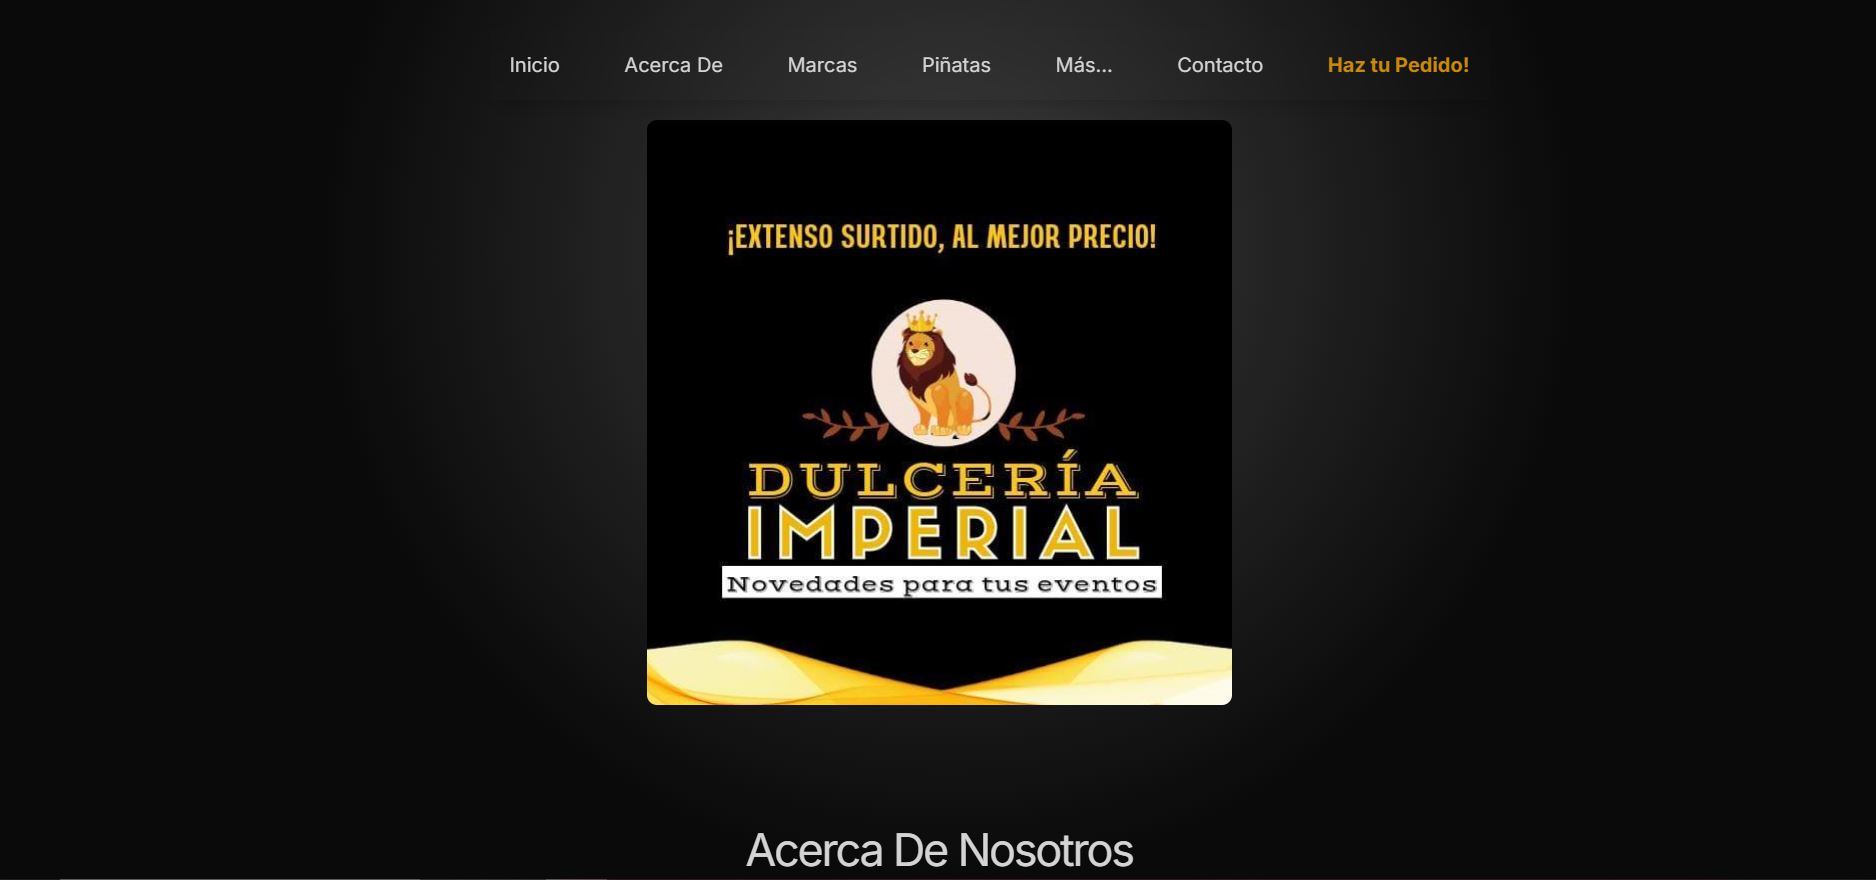 Inicio Acerca De Marcas Piñatas Más... Contacto Haz tu Pedido!
¡EXTENSO SURTIDO, AL MEJOR PRECIO!
DULCERÍA
IMPERIAL
Novedades para tus eventos
Acerca De Nosotros